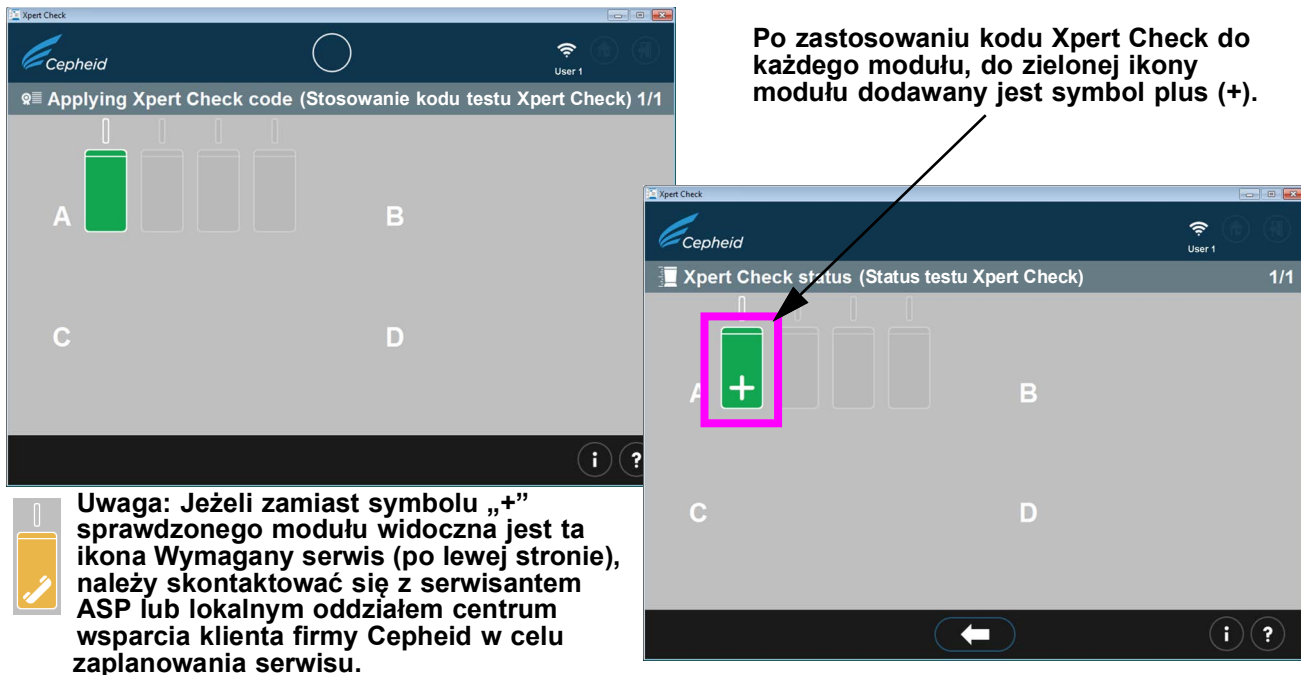 Xpert Check
Cepheid
User 1
Applying Xpert Check code (Stosowanie kodu testu Xpert Check) 1/1
A
B
C
D
i ?
Po zastosowaniu kodu Xpert Check do
każdego modułu, do zielonej ikony
modułu dodawany jest symbol plus (+).
Xpert Check
Cepheid
User 1
Xpert Check status (Status testu Xpert Check) 1/1
A
+
B
C
D
i ?
Uwaga: Jeżeli zamiast symbolu „+”
sprawdzonego modułu widoczna jest ta
ikona Wymagany serwis (po lewej stronie),
należy skontaktować się z serwisantem
ASP lub lokalnym oddziałem centrum
wsparcia klienta firmy Cepheid w celu
zaplanowania serwisu.